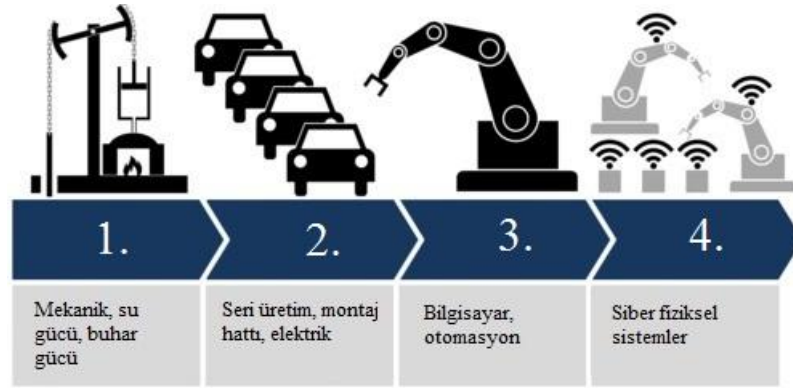 1.
2.
3.
4.
Mekanik, su
gücü, buhar
gücü
Seri üretim, montaj
hattı, elektrik
Bilgisayar,
otomasyon
Siber fiziksel
sistemler